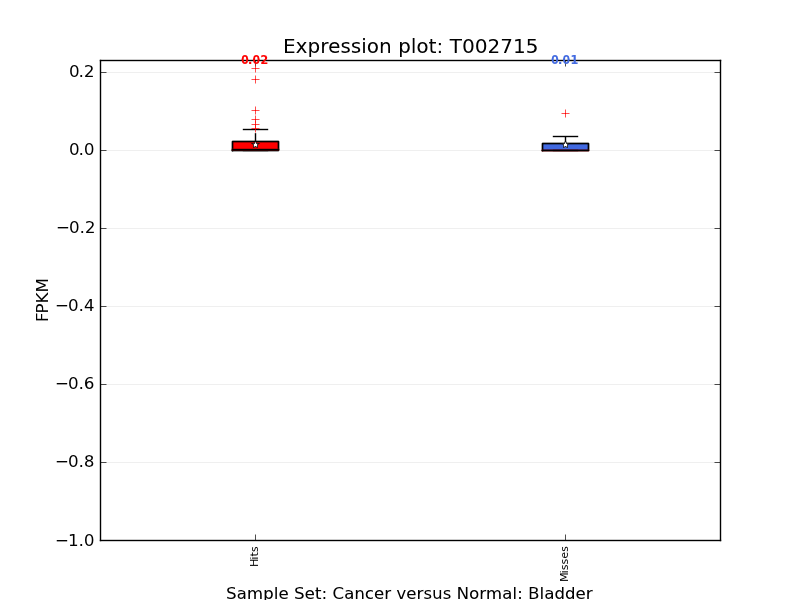 Expression plot: T002715
0.02
0.01
0.2
0.0
−0.2
−0.4
−0.6
−0.8
−1.0
FPKM
Hits
Misses
Sample Set: Cancer versus Normal: Bladder